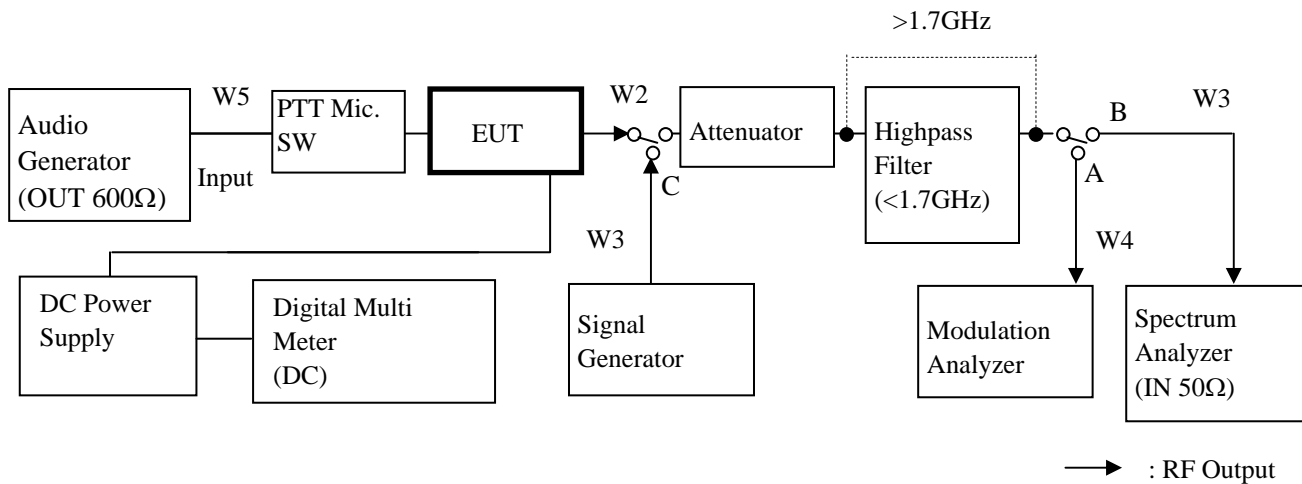 >1.7GHz
W5
W2
W3
Audio
Generator
(OUT 600Ω)
Input
PTT Mic.
SW
EUT
C
Attenuator
Highpass
Filter
(<1.7GHz)
B
A
W3
W4
DC Power
Supply
Digital Multi
Meter
(DC)
Signal
Generator
Modulation
Analyzer
Spectrum
Analyzer
(IN 50Ω)
: RF Output